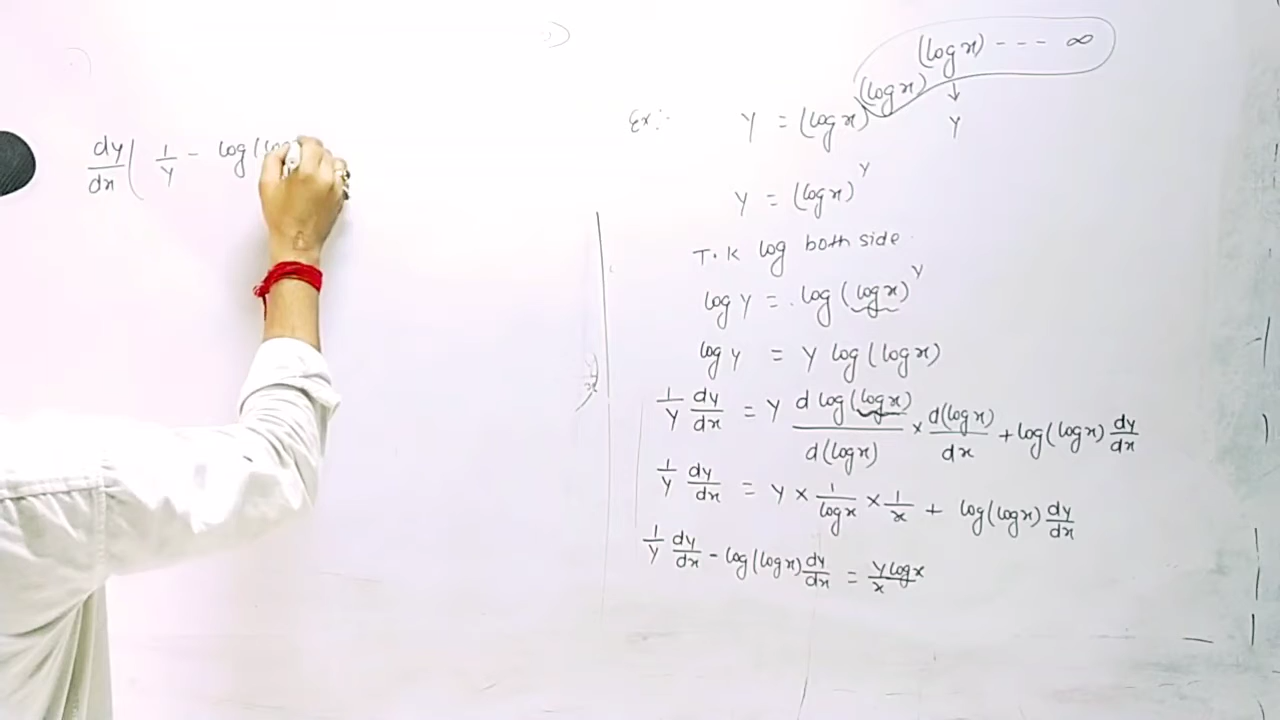 Ex:- Y = (log x)^(log x)^(log x) --- ∞
↓
Y
Y = (log x)^Y
T.K log both side.
log Y = . log (log x)^Y
log y = Y log (log x)
1/Y dy/dx = Y d log(log x)/d(log x) × d(log x)/dx + log(log x) dy/dx
1/Y dy/dx = Y × 1/log x × 1/x + log(log x) dy/dx
1/Y dy/dx - log(log x) dy/dx = Y log x/x
dy/dx ( 1/Y - log(log